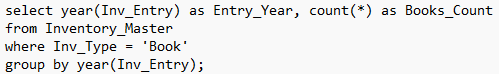 select year(Inv_Entry) as Entry_Year, count(*) as Books_Count
from Inventory_Master
where Inv_Type = 'Book'
group by year(Inv_Entry);